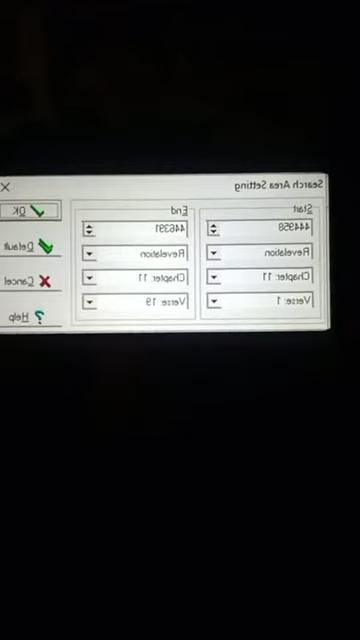 Search Area Setting
Start
444958
Revelation
Chapter: 11
Verse: 1
End
446391
Revelation
Chapter: 11
Verse: 19
OK
Default
Cancel
Help